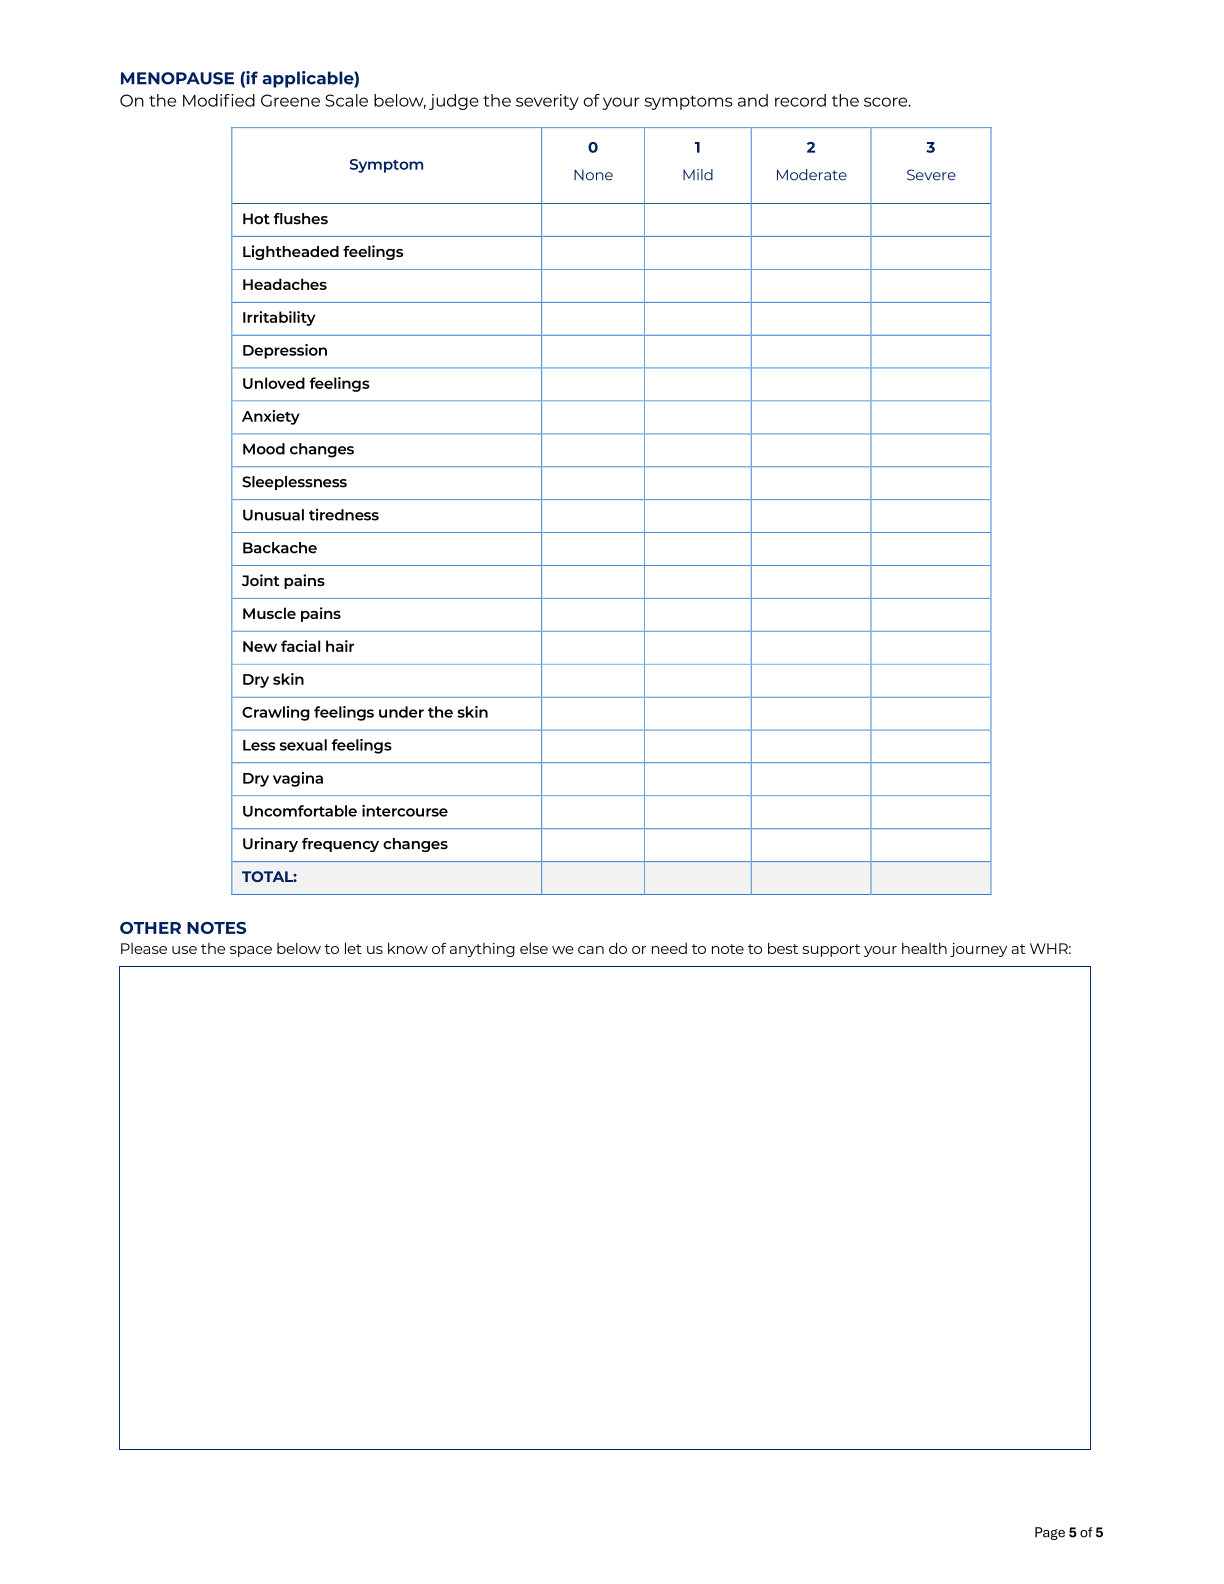 MENOPAUSE (if applicable)
On the Modified Greene Scale below, judge the severity of your symptoms and record the score.
Symptom
0
None
1
Mild
2
Moderate
3
Severe
Hot flushes
Lightheaded feelings
Headaches
Irritability
Depression
Unloved feelings
Anxiety
Mood changes
Sleeplessness
Unusual tiredness
Backache
Joint pains
Muscle pains
New facial hair
Dry skin
Crawling feelings under the skin
Less sexual feelings
Dry vagina
Uncomfortable intercourse
Urinary frequency changes
TOTAL:
OTHER NOTES
Please use the space below to let us know of anything else we can do or need to note to best support your health journey at WHR:
Page 5 of 5